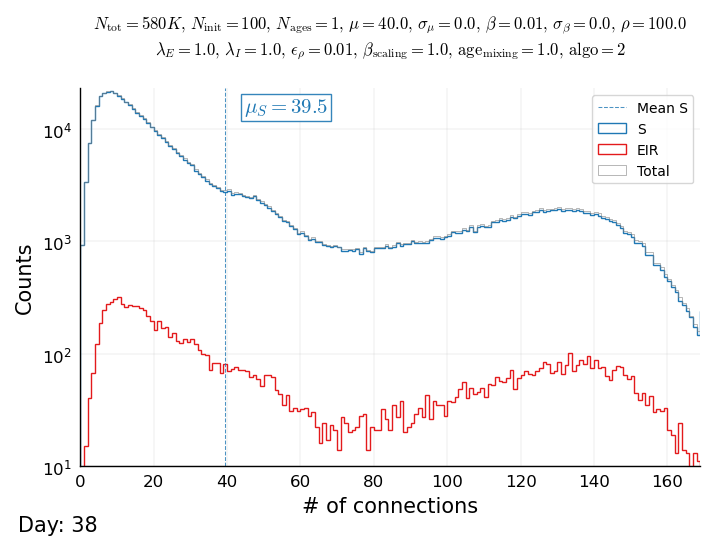 N_tot = 580K, N_init = 100, N_ages = 1, μ = 40.0, σ_μ = 0.0, β = 0.01, σ_β = 0.0, ρ = 100.0
λ_E = 1.0, λ_I = 1.0, ϵ_ρ = 0.01, β_scaling = 1.0, age_mixing = 1.0, algo = 2
μ_S = 39.5
Mean S
S
EIR
Total
Counts
10^4
10^3
10^2
10^1
0 20 40 60 80 100 120 140 160
# of connections
Day: 38